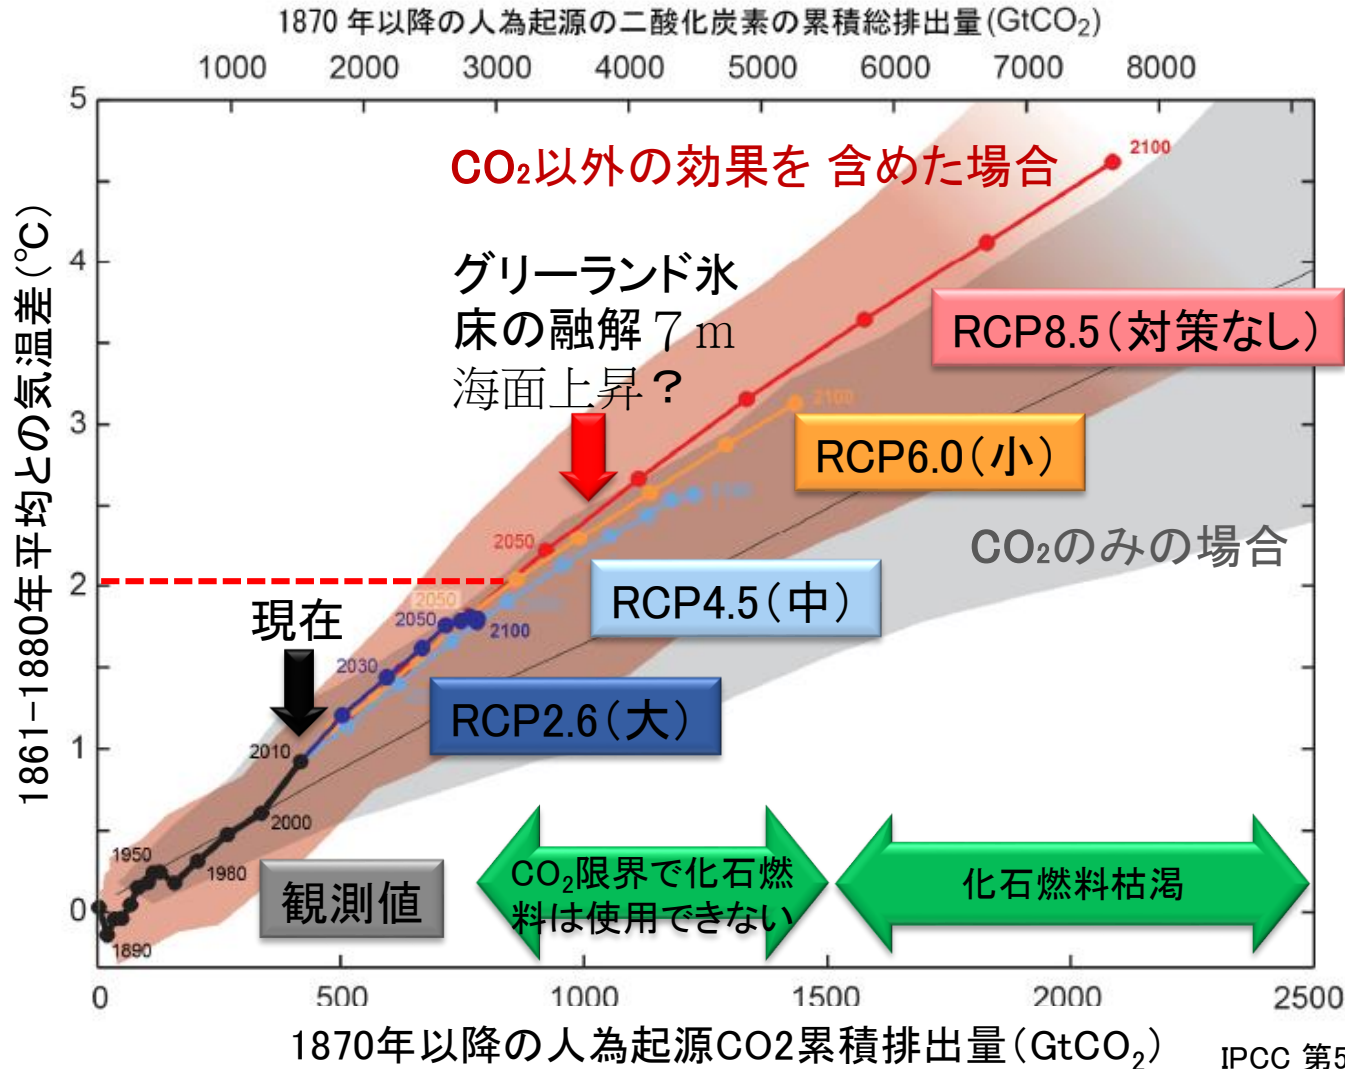 1870 年以降の人為起源の二酸化炭素の累積総排出量(GtCO₂)
1000 2000 3000 4000 5000 6000 7000 8000
5
4
3
2
1
0
1861-1880年平均との気温差(℃)
CO₂以外の効果を 含めた場合
2100
グリーランド氷
床の融解７ｍ
海面上昇？
RCP8.5(対策なし)
2100
RCP6.0(小)
2050
CO₂のみの場合
RCP4.5(中)
2050
2050
2100
現在
2030
RCP2.6(大)
2010
2000
1950
1980
1890
観測値
CO₂限界で化石燃
料は使用できない
化石燃料枯渇
0 500 1000 1500 2000 2500
1870年以降の人為起源CO2累積排出量(GtCO₂)
IPCC 第5